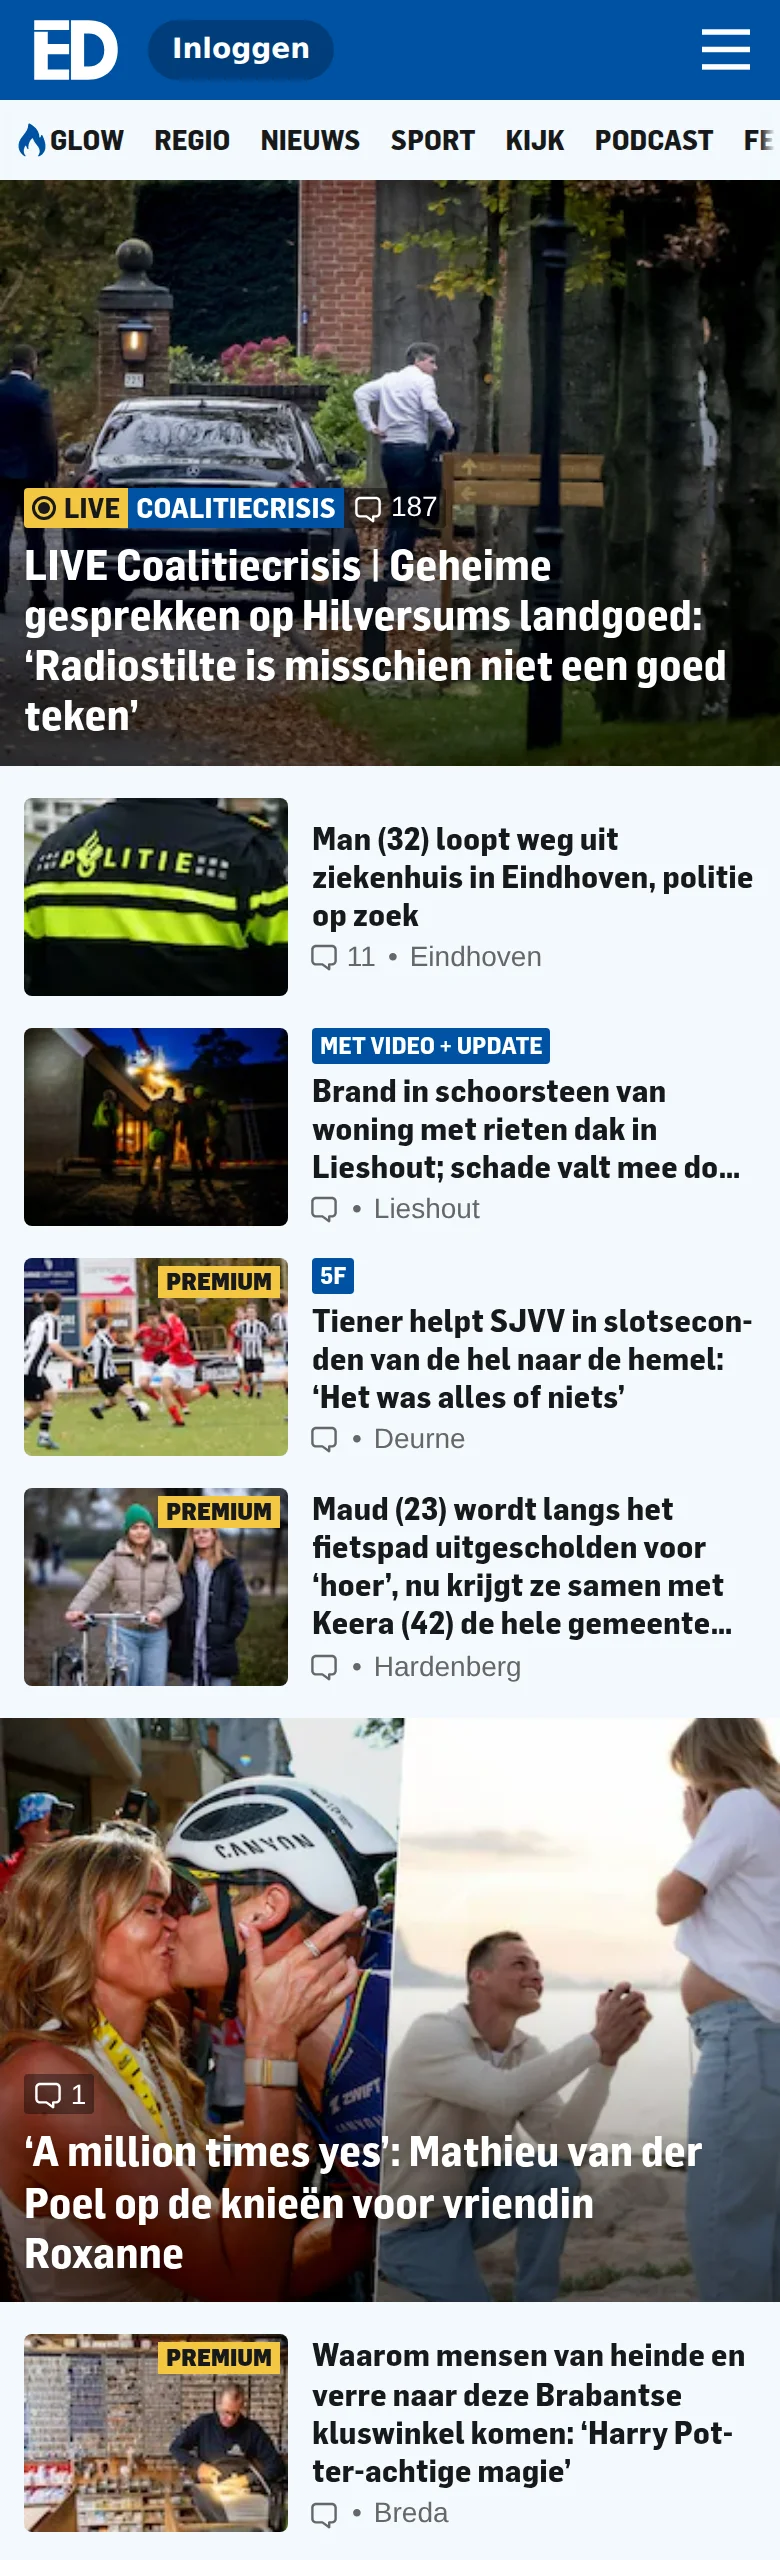 ED
Inloggen
GLOW REGIO NIEUWS SPORT KIJK PODCAST FE
225
LIVE COALITIECRISIS 187
LIVE Coalitiecrisis | Geheime
gesprekken op Hilversums landgoed:
‘Radiostilte is misschien niet een goed
teken’
POLITIE
Man (32) loopt weg uit
ziekenhuis in Eindhoven, politie
op zoek
11 • Eindhoven
MET VIDEO + UPDATE
Brand in schoorsteen van
woning met rieten dak in
Lieshout; schade valt mee do...
• Lieshout
PREMIUM
5F
Tiener helpt SJVV in slotsecon-
den van de hel naar de hemel:
‘Het was alles of niets’
• Deurne
PREMIUM
Maud (23) wordt langs het
fietspad uitgescholden voor
‘hoer’, nu krijgt ze samen met
Keera (42) de hele gemeente...
• Hardenberg
CANYON
ZWIFT
1
‘A million times yes’: Mathieu van der
Poel op de knieën voor vriendin
Roxanne
PREMIUM
Waarom mensen van heinde en
verre naar deze Brabantse
kluswinkel komen: ‘Harry Pot-
ter-achtige magie’
• Breda